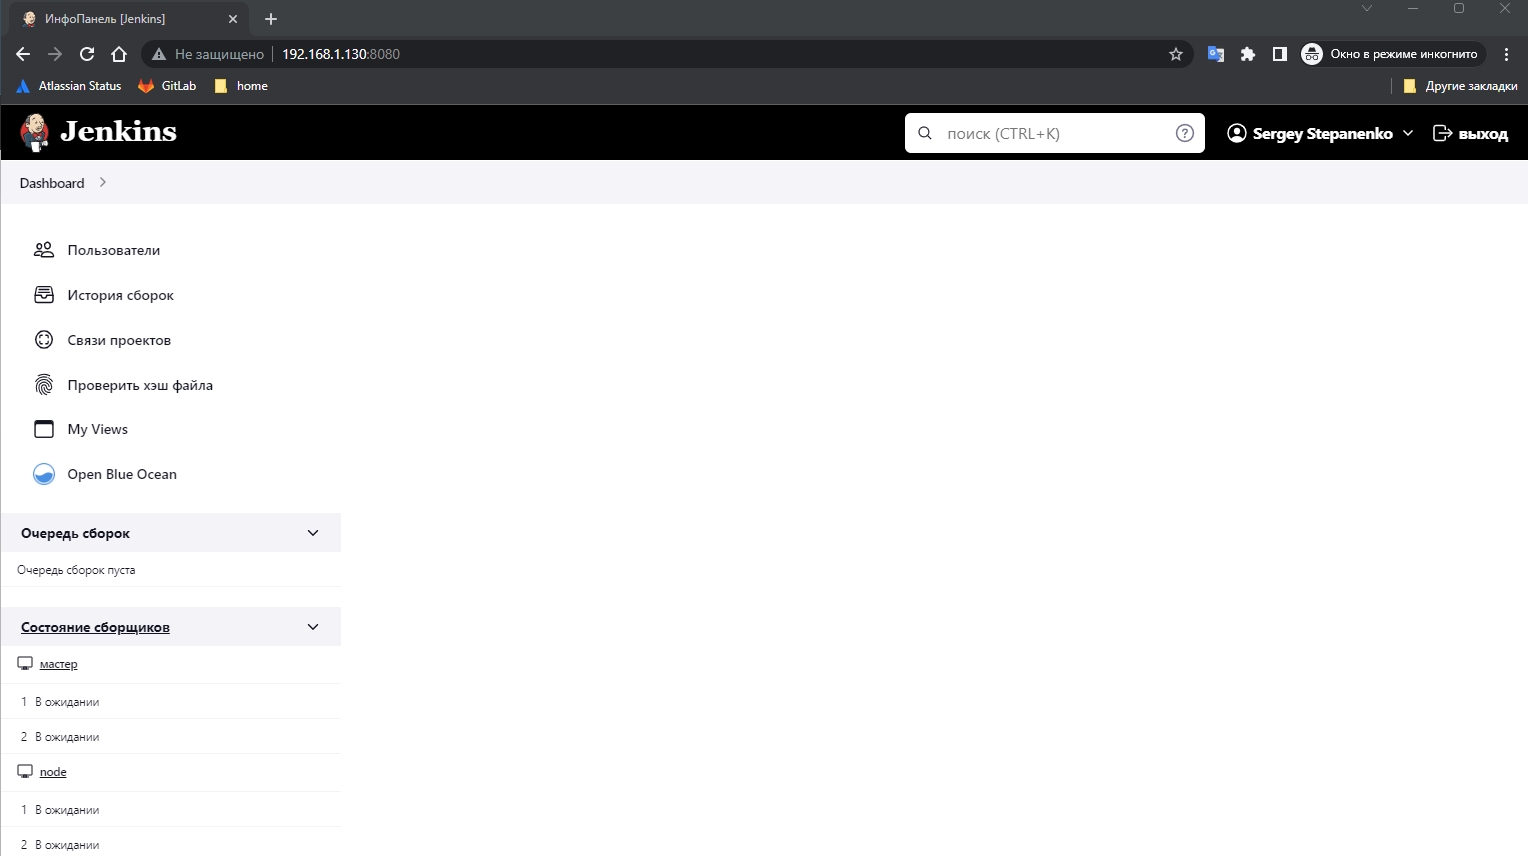 ИнфоПанель [Jenkins]
Не защищено 192.168.1.130:8080
Окно в режиме инкогнито
Atlassian Status GitLab home
Другие закладки
Jenkins
поиск (CTRL+K)
Sergey Stepanenko
выход
Dashboard
Пользователи
История сборок
Связи проектов
Проверить хэш файла
My Views
Open Blue Ocean
Очередь сборок
Очередь сборок пуста
Состояние сборщиков
мастер
1 В ожидании
2 В ожидании
node
1 В ожидании
2 В ожидании